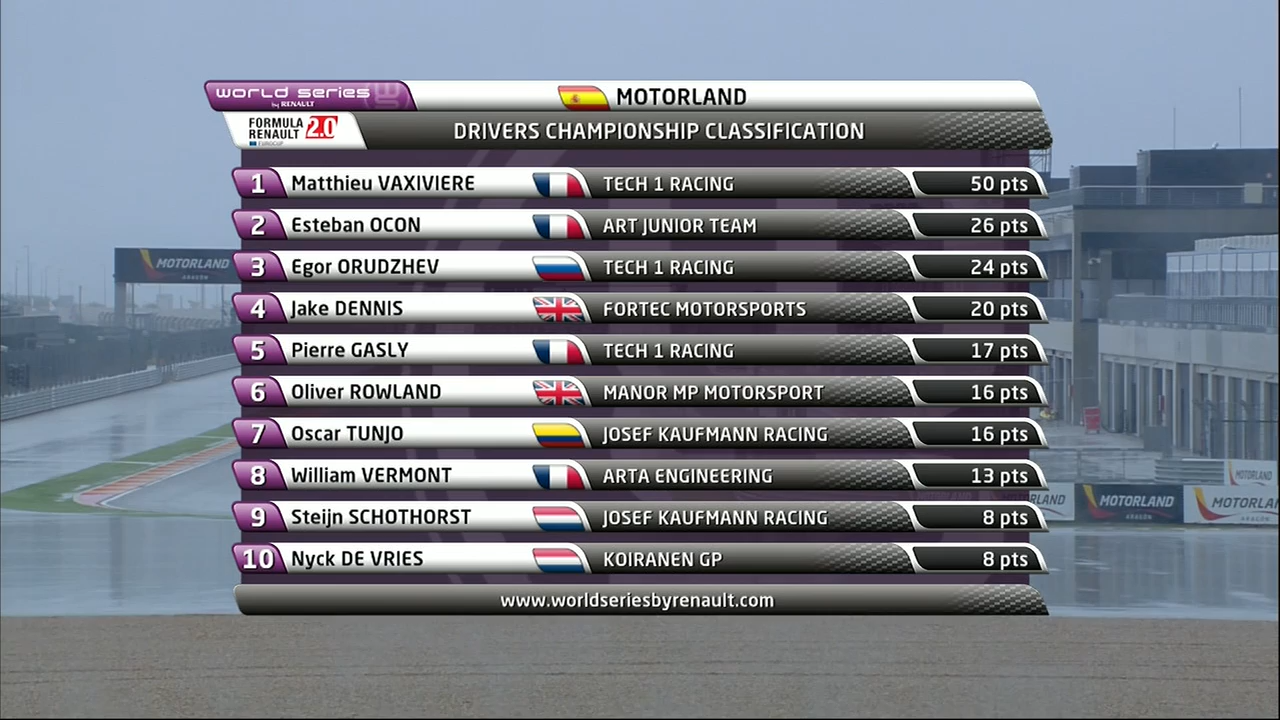 world series
by RENAULT
MOTORLAND
FORMULA RENAULT 2.0
EUROCUP
DRIVERS CHAMPIONSHIP CLASSIFICATION
1 Matthieu VAXIVIERE TECH 1 RACING 50 pts
2 Esteban OCON ART JUNIOR TEAM 26 pts
3 Egor ORUDZHEV TECH 1 RACING 24 pts
4 Jake DENNIS FORTEC MOTORSPORTS 20 pts
5 Pierre GASLY TECH 1 RACING 17 pts
6 Oliver ROWLAND MANOR MP MOTORSPORT 16 pts
7 Oscar TUNJO JOSEF KAUFMANN RACING 16 pts
8 William VERMONT ARTA ENGINEERING 13 pts
9 Steijn SCHOTHORST JOSEF KAUFMANN RACING 8 pts
10 Nyck DE VRIES KOIRANEN GP 8 pts
www.worldseriesbyrenault.com
MOTORLAND
ARAGÓN
MOTORLAND
MOTORLAND
ARAGÓN